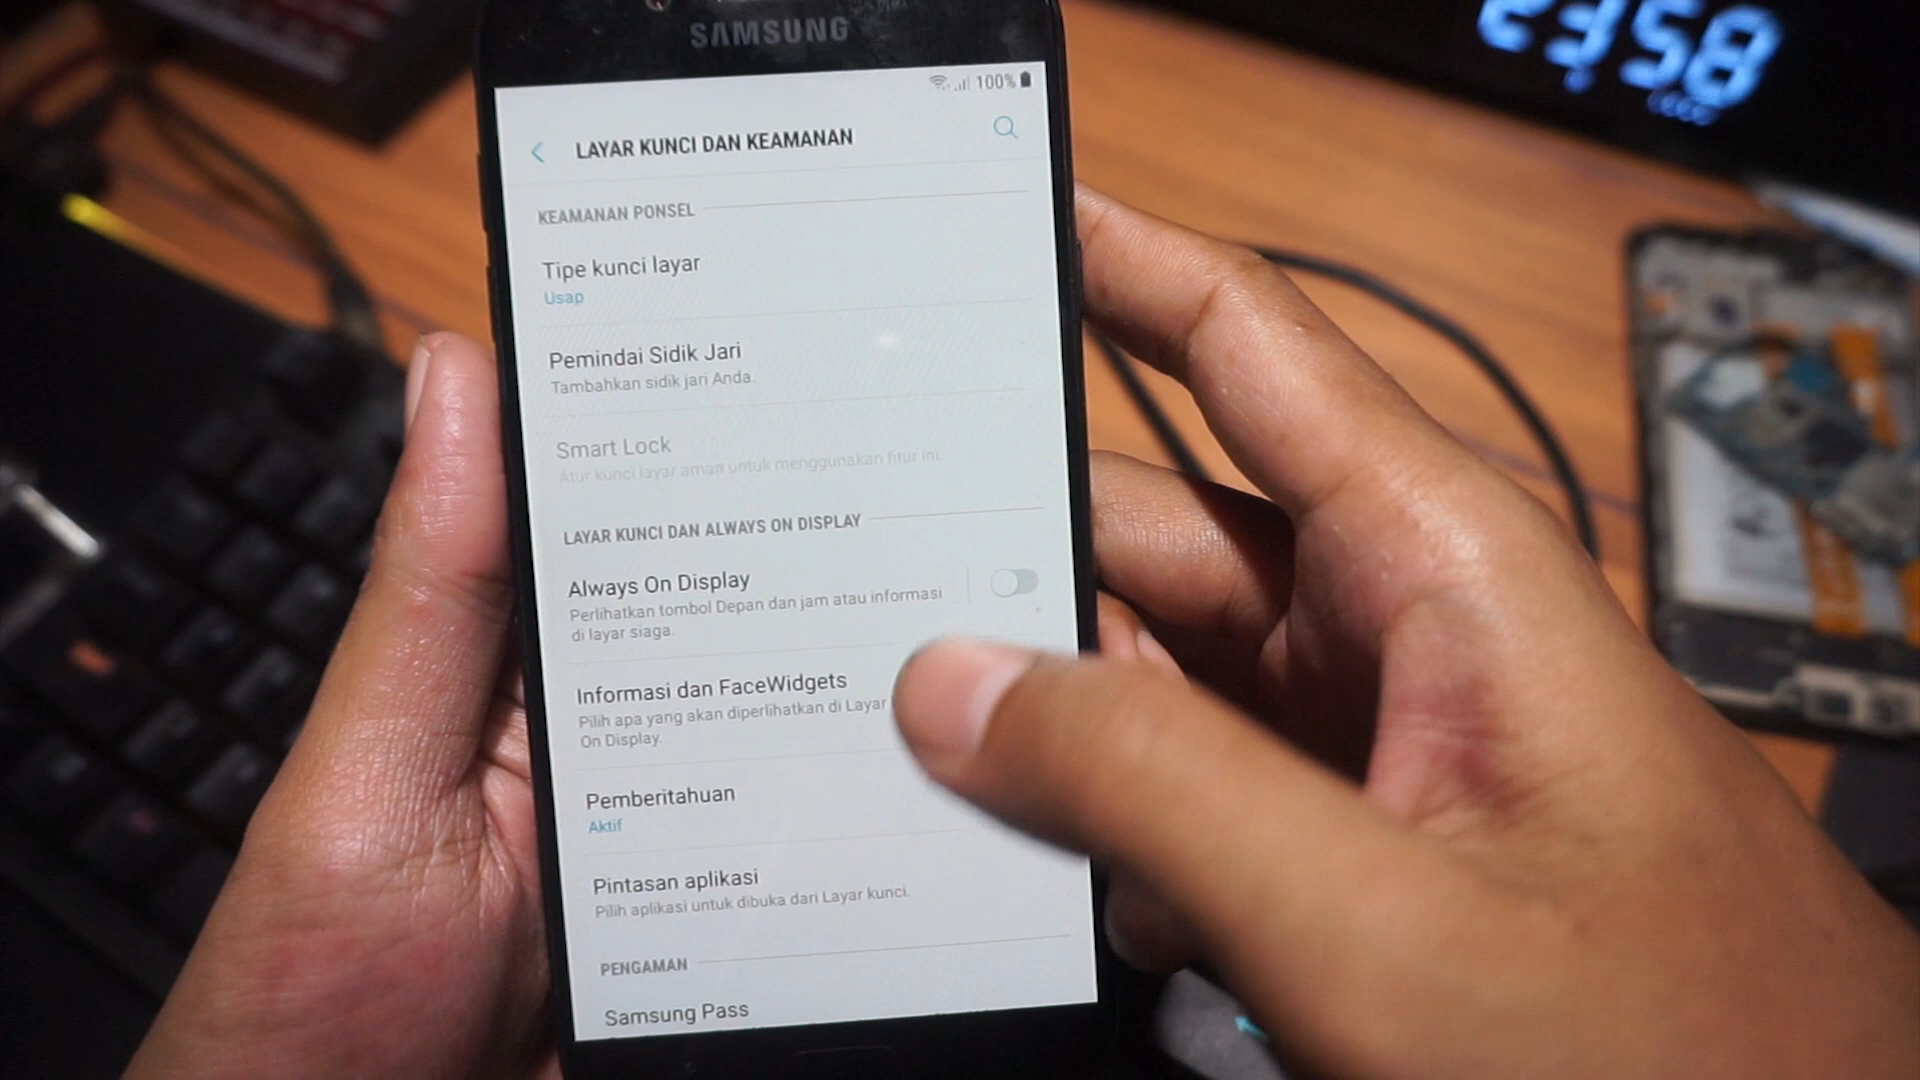 23:58
SAMSUNG
100%
LAYAR KUNCI DAN KEAMANAN
KEAMANAN PONSEL
Tipe kunci layar
Usap
Pemindai Sidik Jari
Tambahkan sidik jari Anda.
Smart Lock
Atur kunci layar aman untuk menggunakan fitur ini.
LAYAR KUNCI DAN ALWAYS ON DISPLAY
Always On Display
Perlihatkan tombol Depan dan jam atau informasi
di layar siaga.
Informasi dan FaceWidgets
Pilih apa yang akan diperlihatkan di Layar
On Display.
Pemberitahuan
Aktif
Pintasan aplikasi
Pilih aplikasi untuk dibuka dari Layar kunci.
PENGAMAN
Samsung Pass